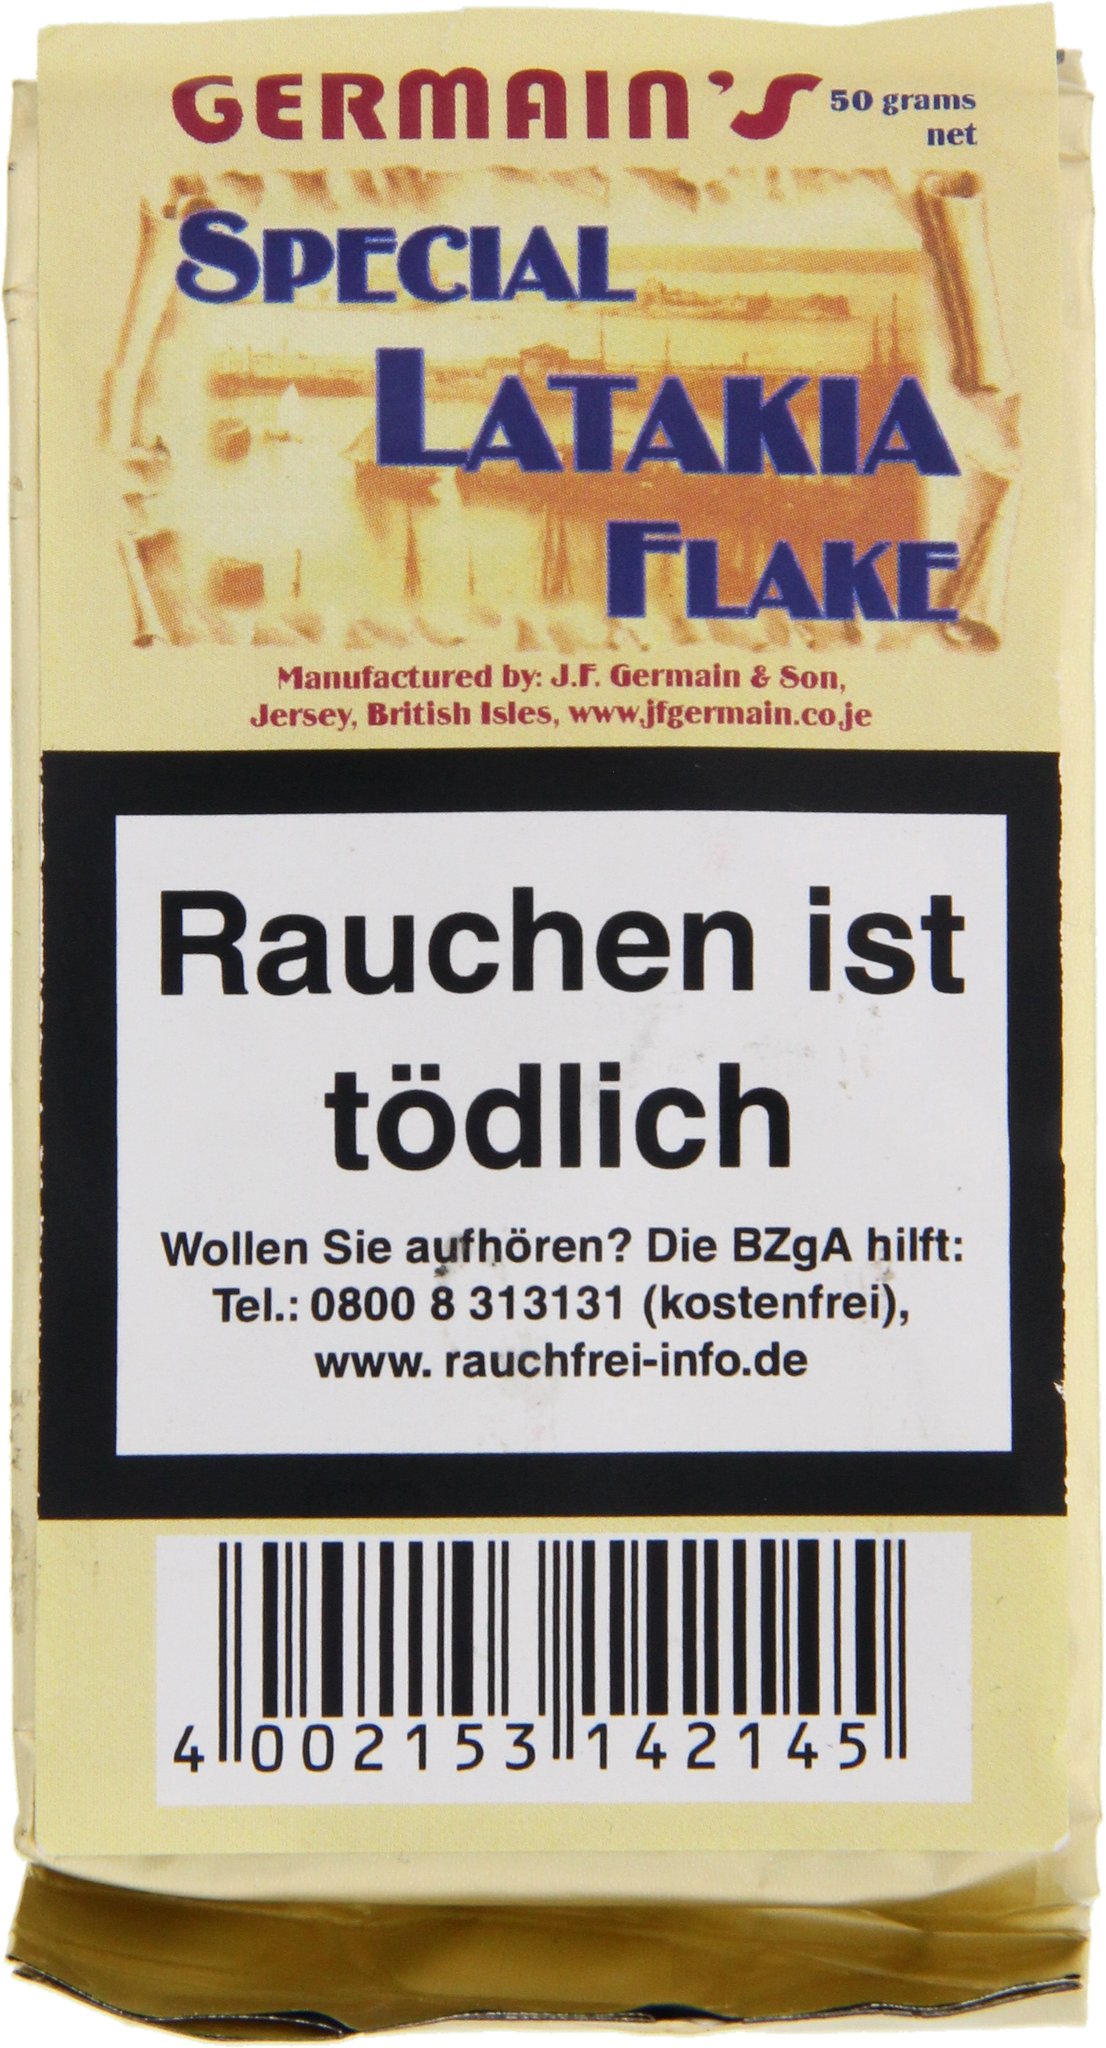 GERMAIN'S
50 grams
net
SPECIAL
LATAKIA
FLAKE
Manufactured by: J.F. Germain & Son,
Jersey, British Isles, www.jfgermain.co.je
Rauchen ist
tödlich
Wollen Sie aufhören? Die BZgA hilft:
Tel.: 0800 8 313131 (kostenfrei),
www. rauchfrei-info.de
4 002153 142145